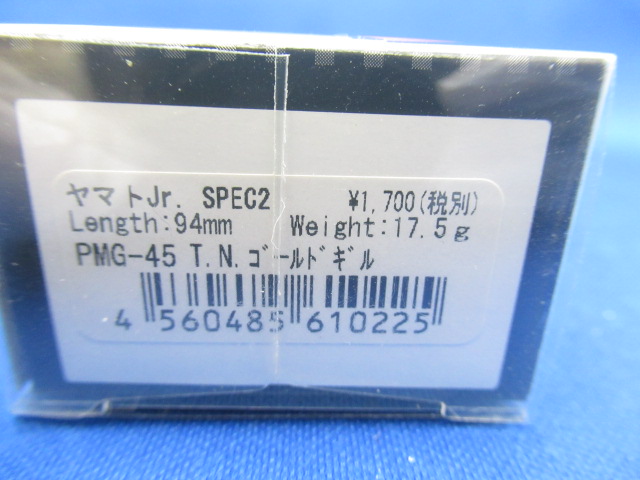 ヤマトJr. SPEC2 ¥1,700(税別)
Length:94mm Weight:17.5g
PMG-45 T.N.ｺﾞｰﾙﾄﾞｷﾞﾙ
4 560485 610225